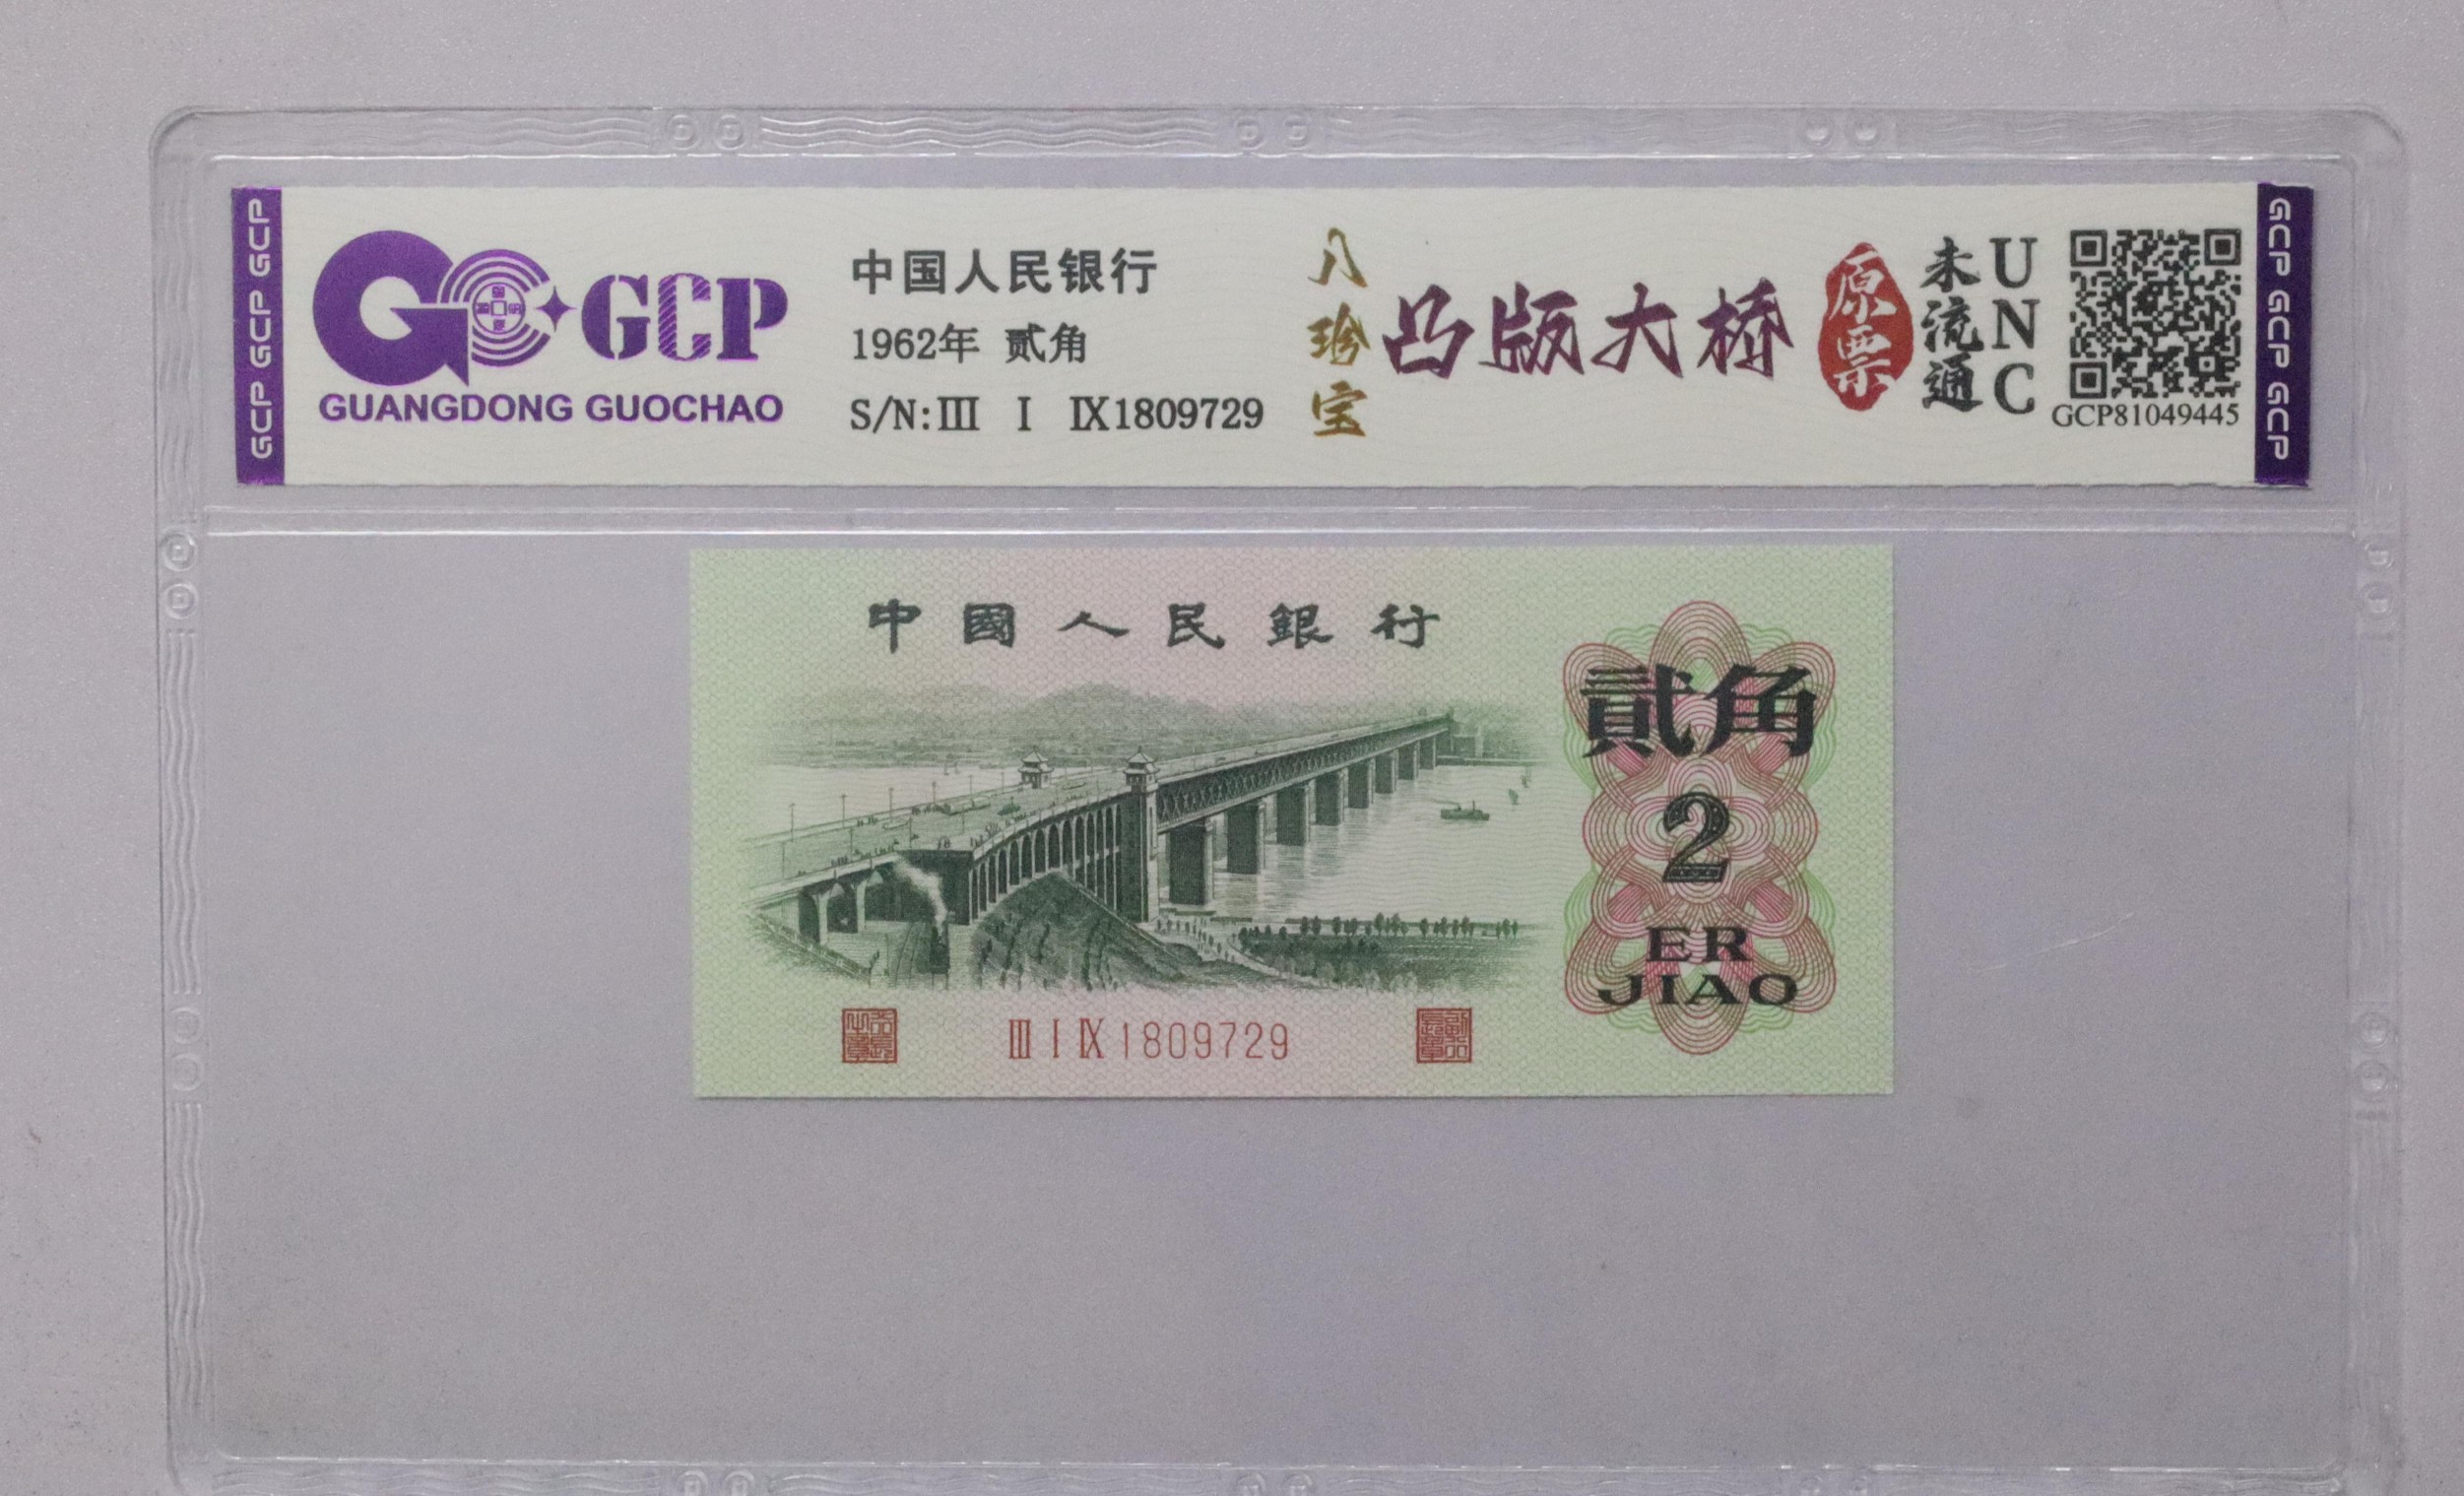 GCP GCP GCP
GCP
GUANGDONG GUOCHAO
中国人民银行
1962年 贰角
S/N:Ⅲ Ⅰ Ⅸ1809729
八珍宝
凸版大桥
原票
未流通
UNC
GCP81049445
GCP GCP GCP
中國人民銀行
貳角
2
ER
JIAO
Ⅲ Ⅰ Ⅸ 1809729